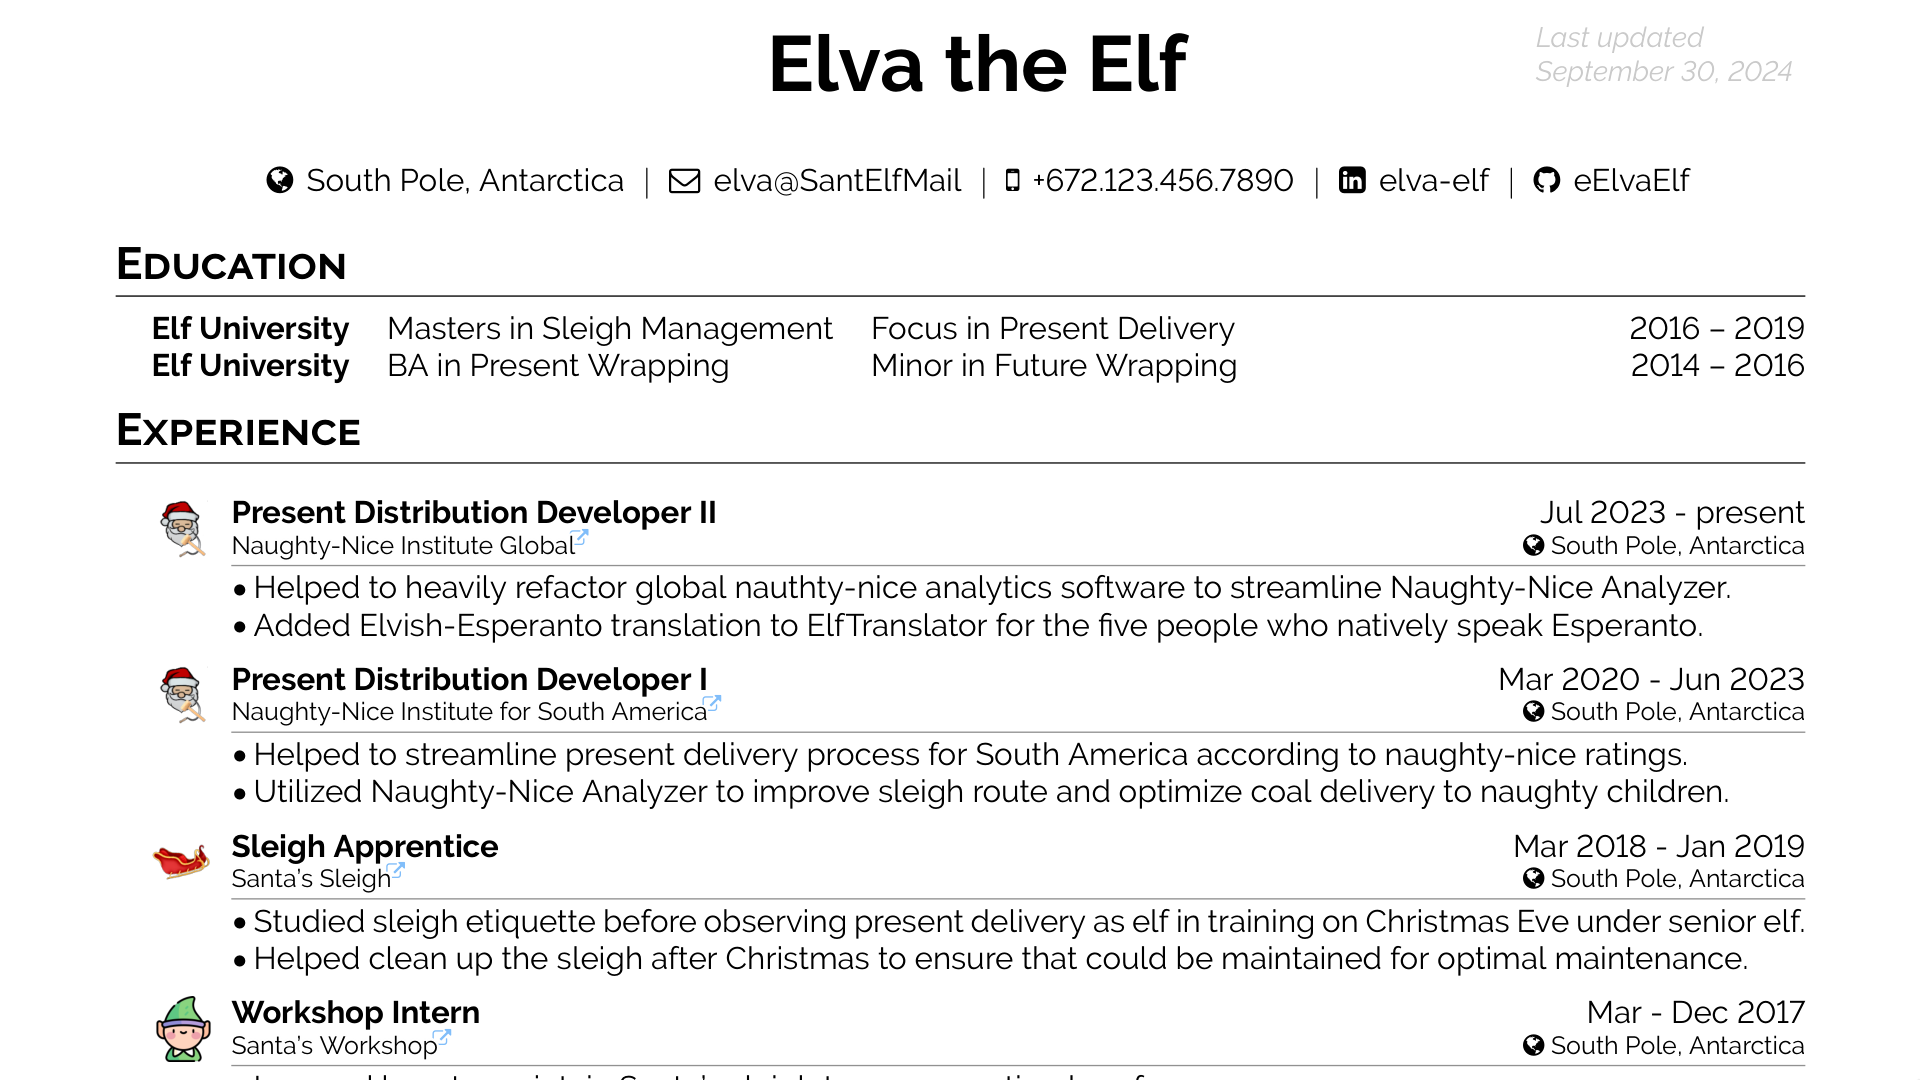 Elva the Elf
Last updated
September 30, 2024
South Pole, Antarctica | elva@SantElfMail | +672.123.456.7890 | elva-elf | eElvaElf
Education
Elf University Masters in Sleigh Management Focus in Present Delivery 2016 – 2019
Elf University BA in Present Wrapping Minor in Future Wrapping 2014 – 2016
Experience
Present Distribution Developer II Jul 2023 - present
Naughty-Nice Institute Global South Pole, Antarctica
• Helped to heavily refactor global nauthty-nice analytics software to streamline Naughty-Nice Analyzer.
• Added Elvish-Esperanto translation to ElfTranslator for the five people who natively speak Esperanto.
Present Distribution Developer I Mar 2020 - Jun 2023
Naughty-Nice Institute for South America South Pole, Antarctica
• Helped to streamline present delivery process for South America according to naughty-nice ratings.
• Utilized Naughty-Nice Analyzer to improve sleigh route and optimize coal delivery to naughty children.
Sleigh Apprentice Mar 2018 - Jan 2019
Santa's Sleigh South Pole, Antarctica
• Studied sleigh etiquette before observing present delivery as elf in training on Christmas Eve under senior elf.
• Helped clean up the sleigh after Christmas to ensure that could be maintained for optimal maintenance.
Workshop Intern Mar - Dec 2017
Santa's Workshop South Pole, Antarctica